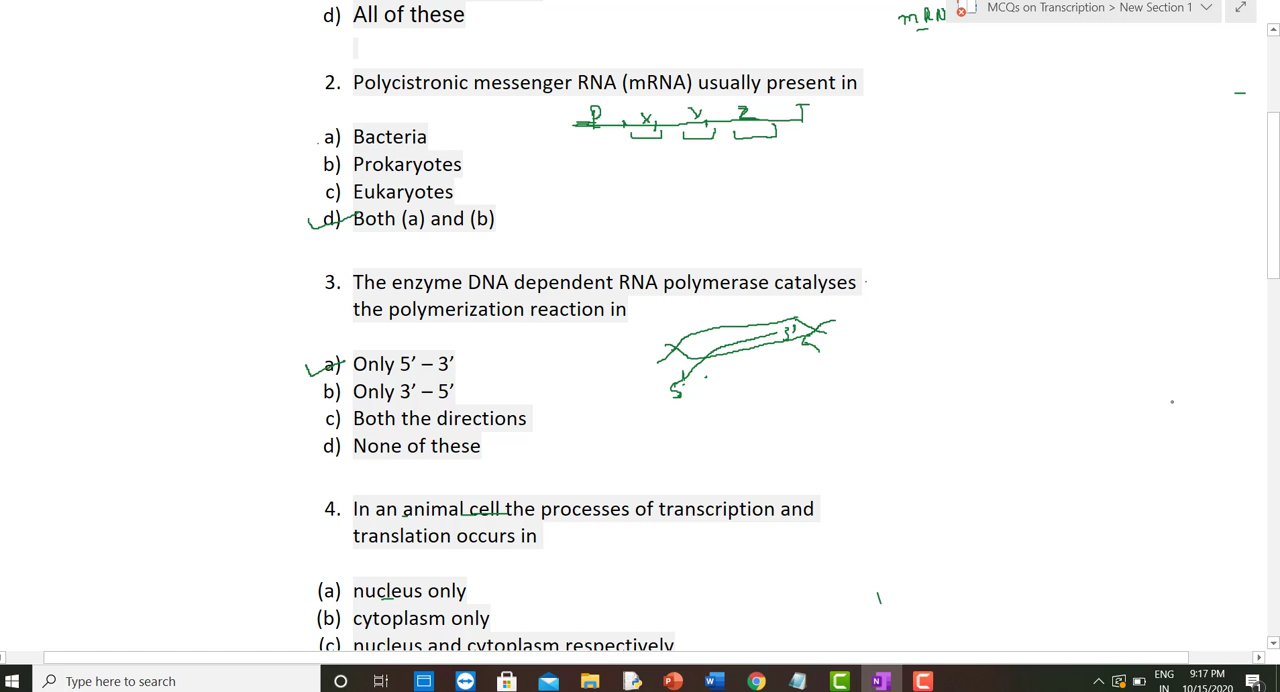 d) All of these
mRN
MCQs on Transcription > New Section 1
2. Polycistronic messenger RNA (mRNA) usually present in
P X Y Z T
a) Bacteria
b) Prokaryotes
c) Eukaryotes
d) Both (a) and (b)
3. The enzyme DNA dependent RNA polymerase catalyses
the polymerization reaction in
3'
a) Only 5’ – 3’
5'
b) Only 3’ – 5’
c) Both the directions
d) None of these
4. In an animal cell the processes of transcription and
translation occurs in
(a) nucleus only
(b) cytoplasm only
(c) nucleus and cytoplasm respectively
Type here to search
ENG
IN
9:17 PM
10/15/2020